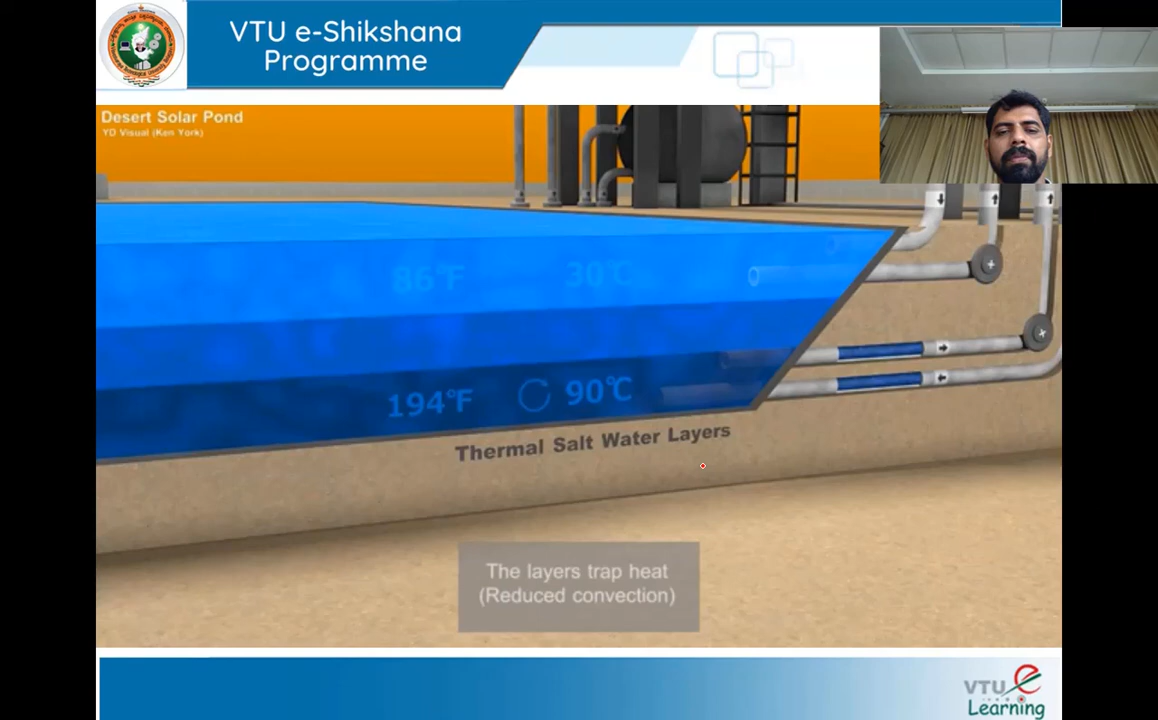 VTU e-Shikshana
Programme
Desert Solar Pond
YD Visual (Ken York)
86°F 30°C
194°F 90°C
Thermal Salt Water Layers
The layers trap heat
(Reduced convection)
VTU e
Learning